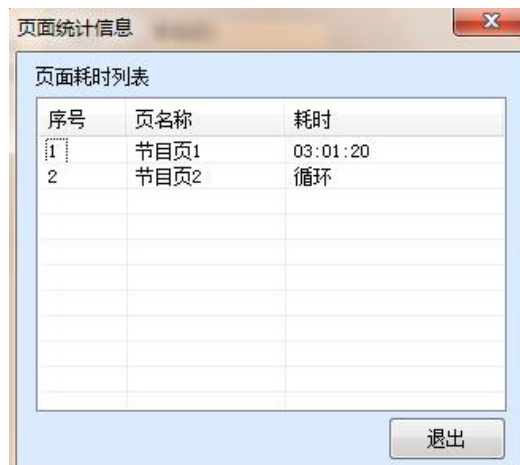 页面统计信息
页面耗时列表
序号 页名称 耗时
1 节目页1 03:01:20
2 节目页2 循环
退出